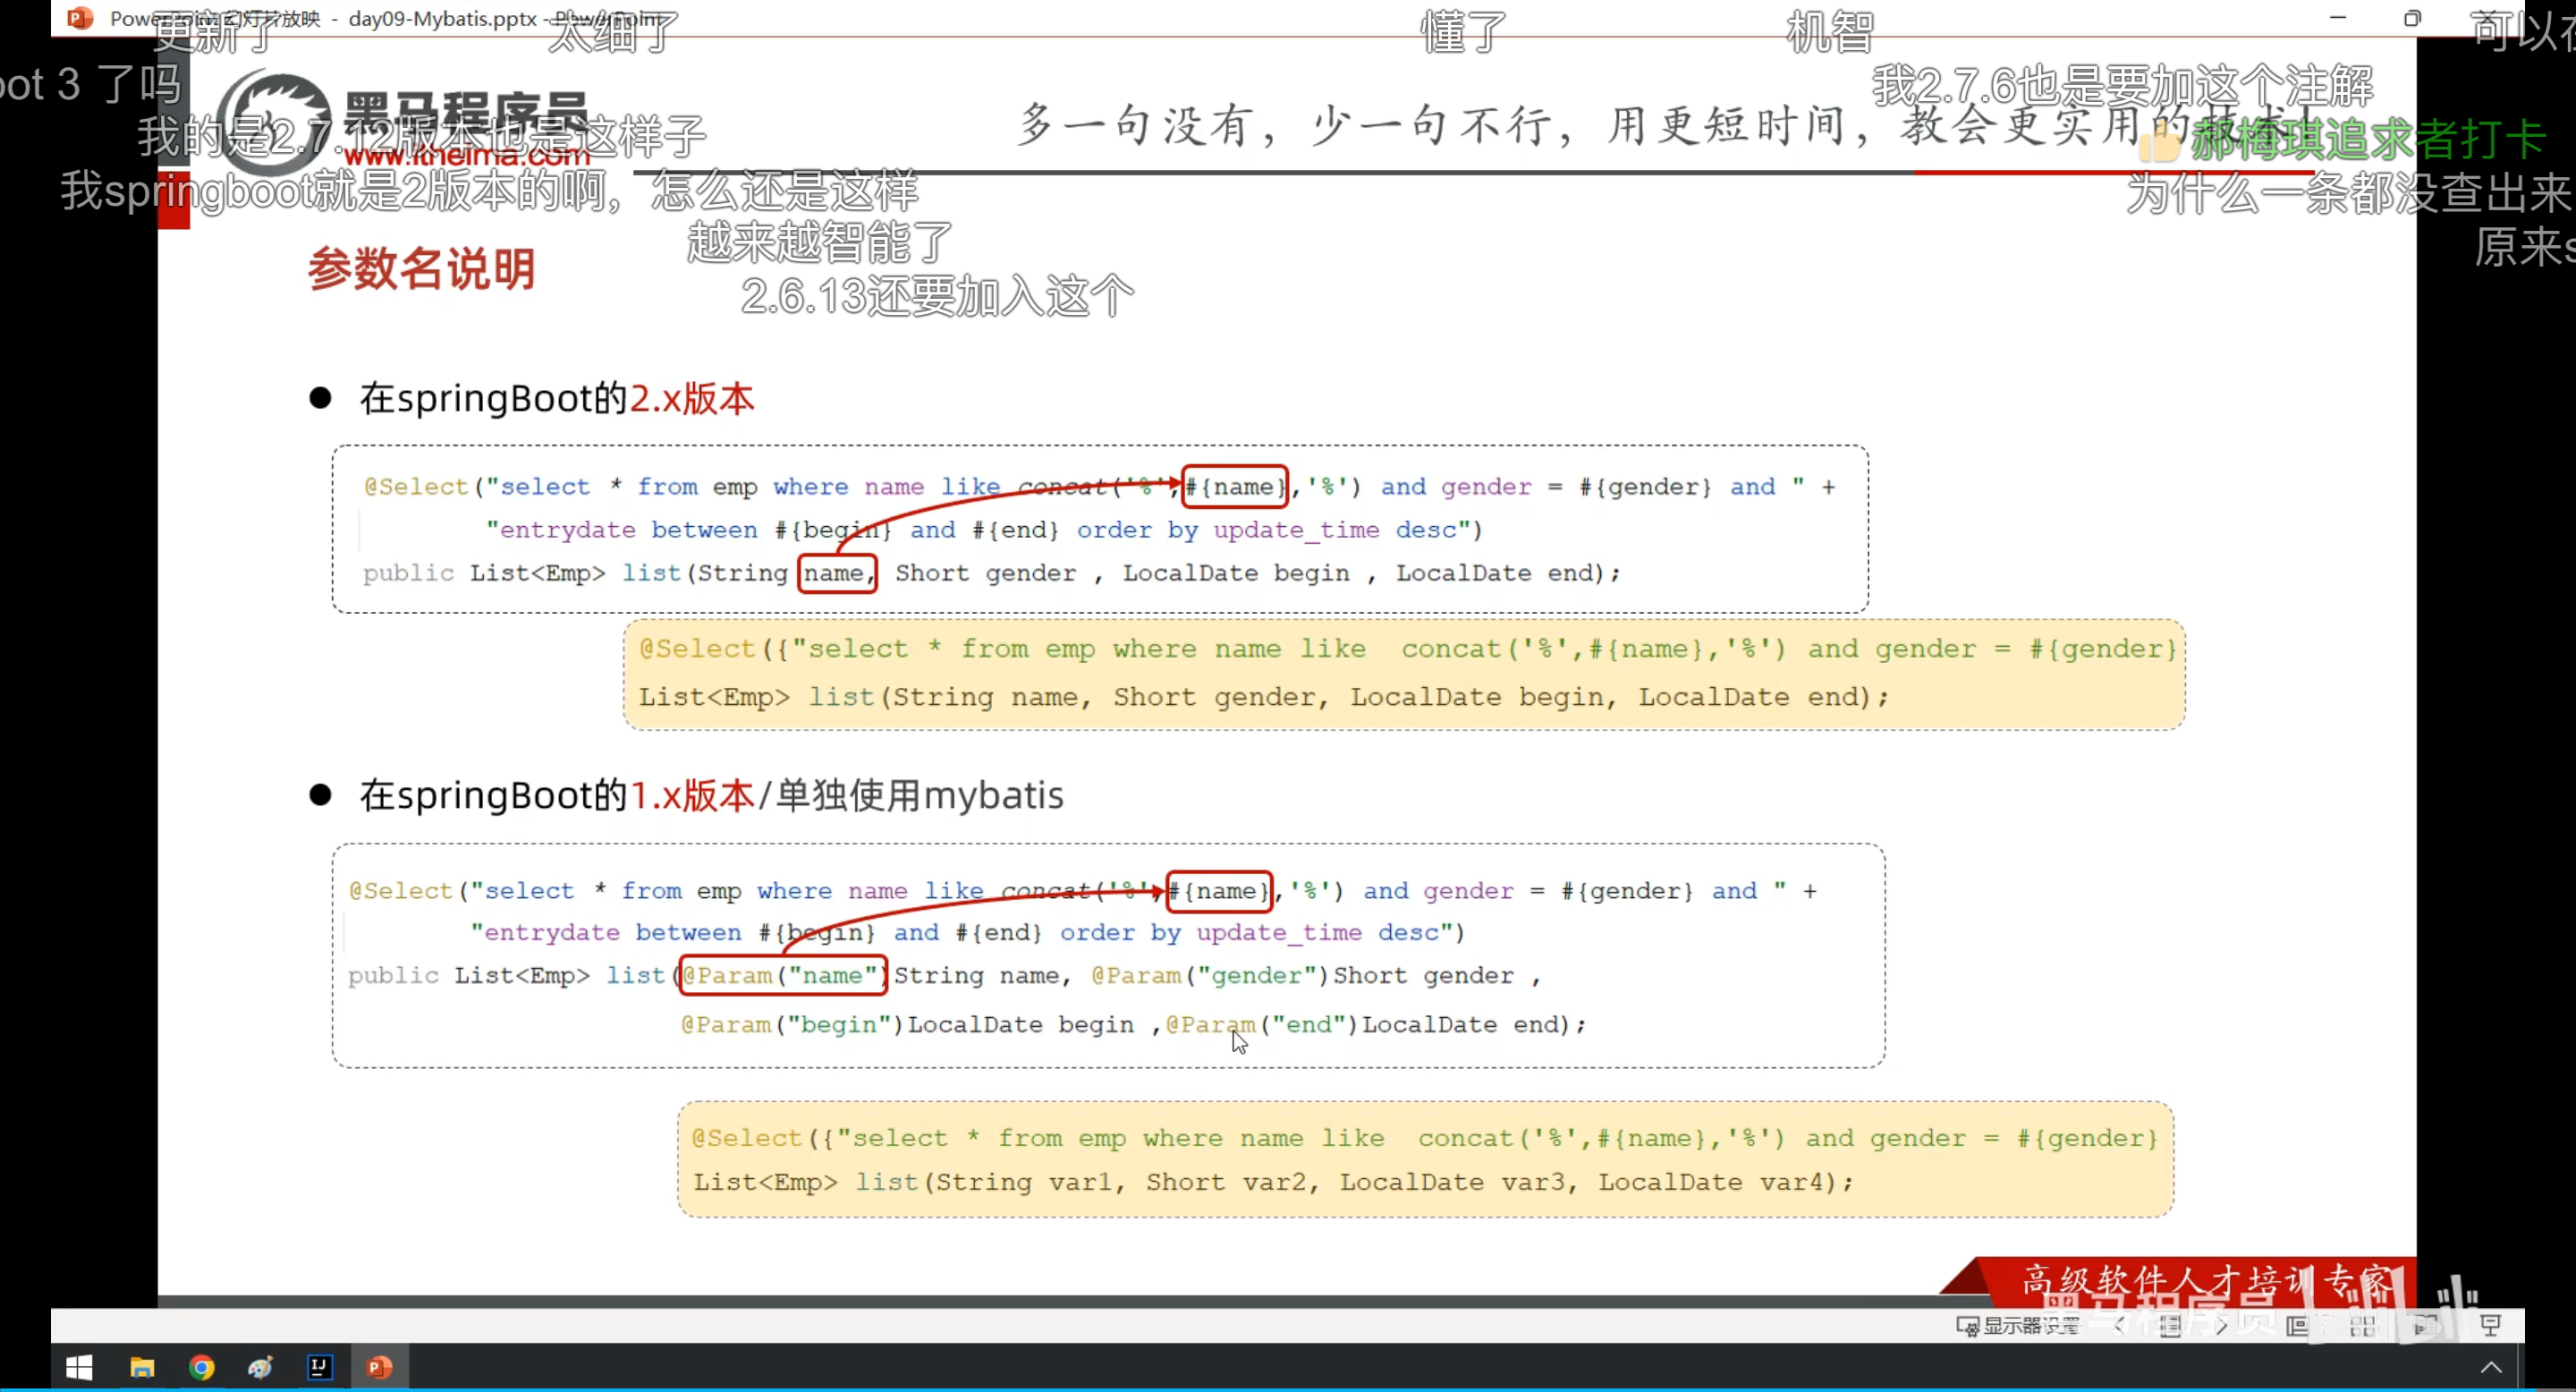 PowerPoint 幻灯片放映 - day09-Mybatis.pptx - PowerPoint
更新了
太细了
懂了
机智
可以在
oot 3 了吗
我2.7.6也是要加这个注解
黑马程序员
www.itheima.com
多一句没有，少一句不行，用更短时间，教会更实用的技术！
我的是2.7.12版本也是这样子
郝梅琪追求者打卡
我springboot就是2版本的啊，怎么还是这样
为什么一条都没查出来
越来越智能了
原来s
2.6.13还要加入这个
参数名说明
● 在springBoot的2.x版本
@Select("select * from emp where name like concat('%',#{name},'%') and gender = #{gender} and " +
"entrydate between #{begin} and #{end} order by update_time desc")
public List<Emp> list(String name, Short gender , LocalDate begin , LocalDate end);
@Select({"select * from emp where name like  concat('%',#{name},'%') and gender = #{gender}
List<Emp> list(String name, Short gender, LocalDate begin, LocalDate end);
● 在springBoot的1.x版本/单独使用mybatis
@Select("select * from emp where name like concat('%',#{name},'%') and gender = #{gender} and " +
"entrydate between #{begin} and #{end} order by update_time desc")
public List<Emp> list(@Param("name")String name, @Param("gender")Short gender ,
@Param("begin")LocalDate begin ,@Param("end")LocalDate end);
@Select({"select * from emp where name like  concat('%',#{name},'%') and gender = #{gender}
List<Emp> list(String var1, Short var2, LocalDate var3, LocalDate var4);
高级软件人才培训专家
黑马程序员
显示器设置